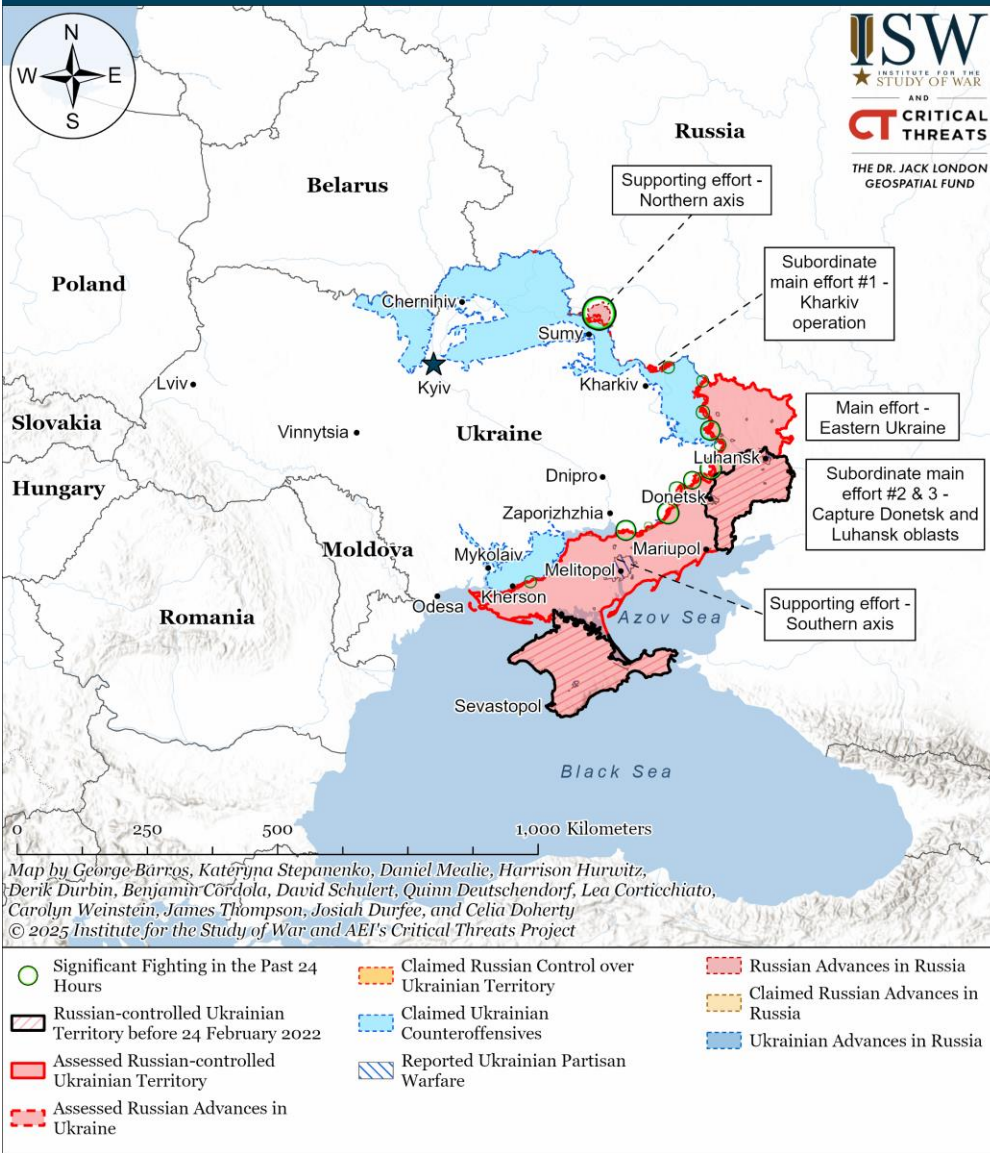 N
W
E
S
ISW
INSTITUTE FOR THE
STUDY OF WAR
AND
CT CRITICAL
THREATS
THE DR. JACK LONDON
GEOSPATIAL FUND
Russia
Belarus
Supporting effort -
Northern axis
Poland
Subordinate
main effort #1 -
Kharkiv
operation
Chernihiv
Sumy
Kyiv
Lviv
Kharkiv
Slovakia
Main effort -
Eastern Ukraine
Vinnytsia
Ukraine
Luhansk
Hungary
Dnipro
Subordinate main
effort #2 & 3 -
Capture Donetsk and
Luhansk oblasts
Donetsk
Zaporizhzhia
Moldova
Mykolaiv
Mariupol
Melitopol
Kherson
Odesa
Romania
Azov Sea
Supporting effort -
Southern axis
Sevastopol
Black Sea
0
250
500
1,000 Kilometers
Map by George Barros, Kateryna Stepanenko, Daniel Mealie, Harrison Hurwitz,
Derik Durbin, Benjamin Cordola, David Schulert, Quinn Deutschendorf, Lea Corticchiato,
Carolyn Weinstein, James Thompson, Josiah Durfee, and Celia Doherty
© 2025 Institute for the Study of War and AEI's Critical Threats Project
Significant Fighting in the Past 24
Hours
Russian-controlled Ukrainian
Territory before 24 February 2022
Assessed Russian-controlled
Ukrainian Territory
Assessed Russian Advances in
Ukraine
Claimed Russian Control over
Ukrainian Territory
Claimed Ukrainian
Counteroffensives
Reported Ukrainian Partisan
Warfare
Russian Advances in Russia
Claimed Russian Advances in
Russia
Ukrainian Advances in Russia